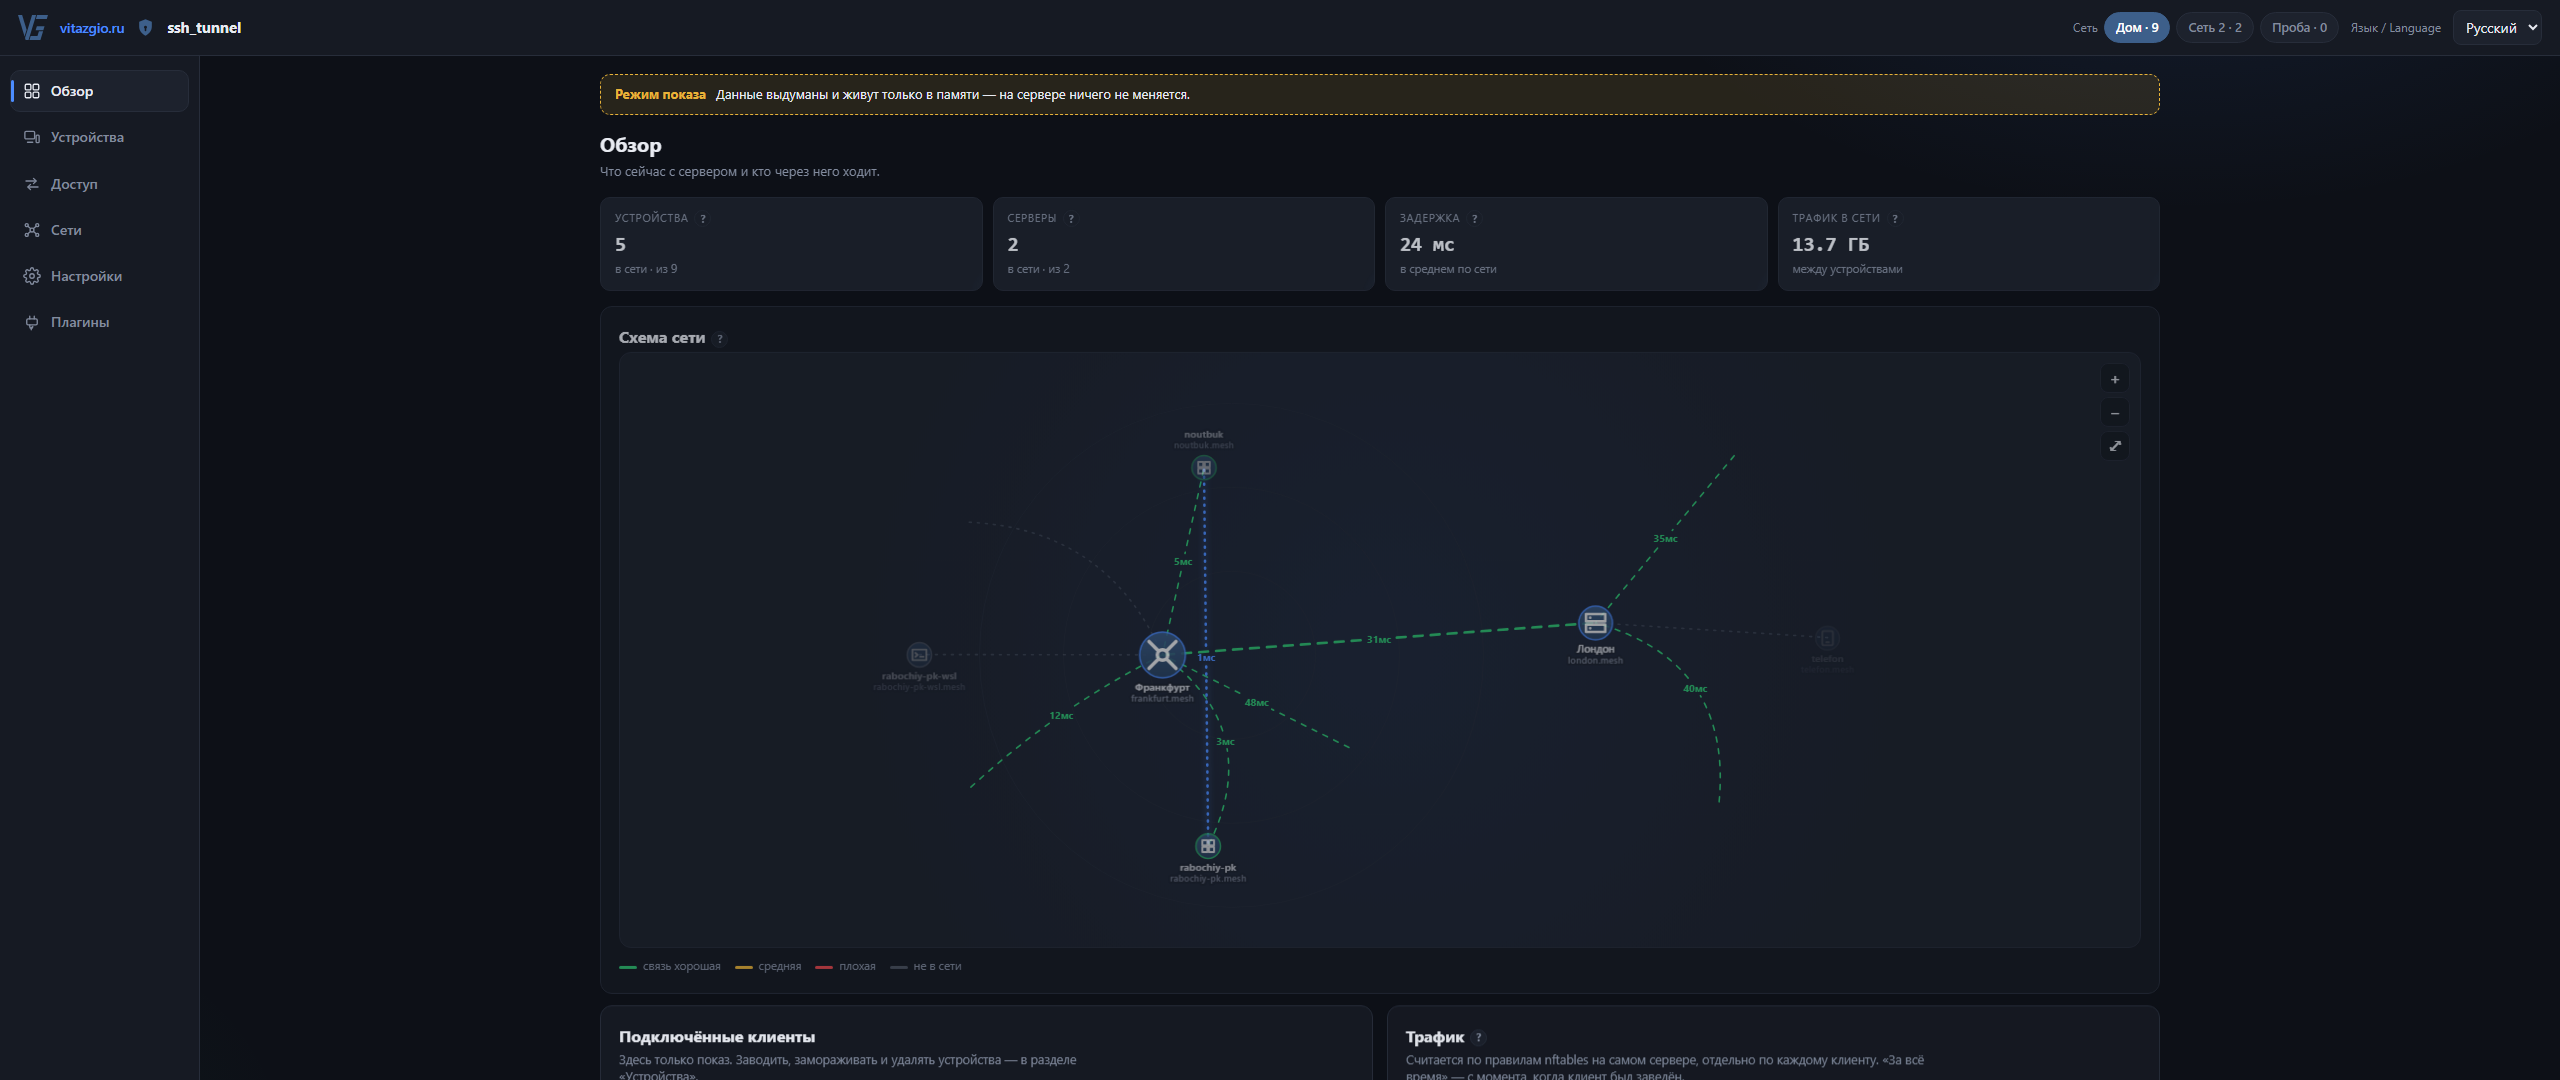 vitazgio.ru ssh_tunnel Сеть Дом · 9 Сеть 2 · 2 Проба · 0 Язык / Language Русский
Обзор
Устройства
Доступ
Сети
Настройки
Плагины
Режим показа Данные выдуманы и живут только в памяти — на сервере ничего не меняется.
Обзор
Что сейчас с сервером и кто через него ходит.
УСТРОЙСТВА ?
5
в сети · из 9
СЕРВЕРЫ ?
2
в сети · из 2
ЗАДЕРЖКА ?
24 мс
в среднем по сети
ТРАФИК В СЕТИ ?
13.7 ГБ
между устройствами
Схема сети ?
+
−
noutbuk
noutbuk.mesh
35мс
5мс
31мс
1мс
Франкфурт
frankfurt.mesh
Лондон
london.mesh
telefon
rabochiy-pk-wsl
rabochiy-pk-wsl.mesh
40мс
48мс
12мс
3мс
rabochiy-pk
rabochiy-pk.mesh
связь хорошая средняя плохая не в сети
Подключённые клиенты
Здесь только показ. Заводить, замораживать и удалять устройства — в разделе
«Устройства».
Трафик ?
Считается по правилам nftables на самом сервере, отдельно по каждому клиенту. «За всё
время» — с момента, когда клиент был заведён.